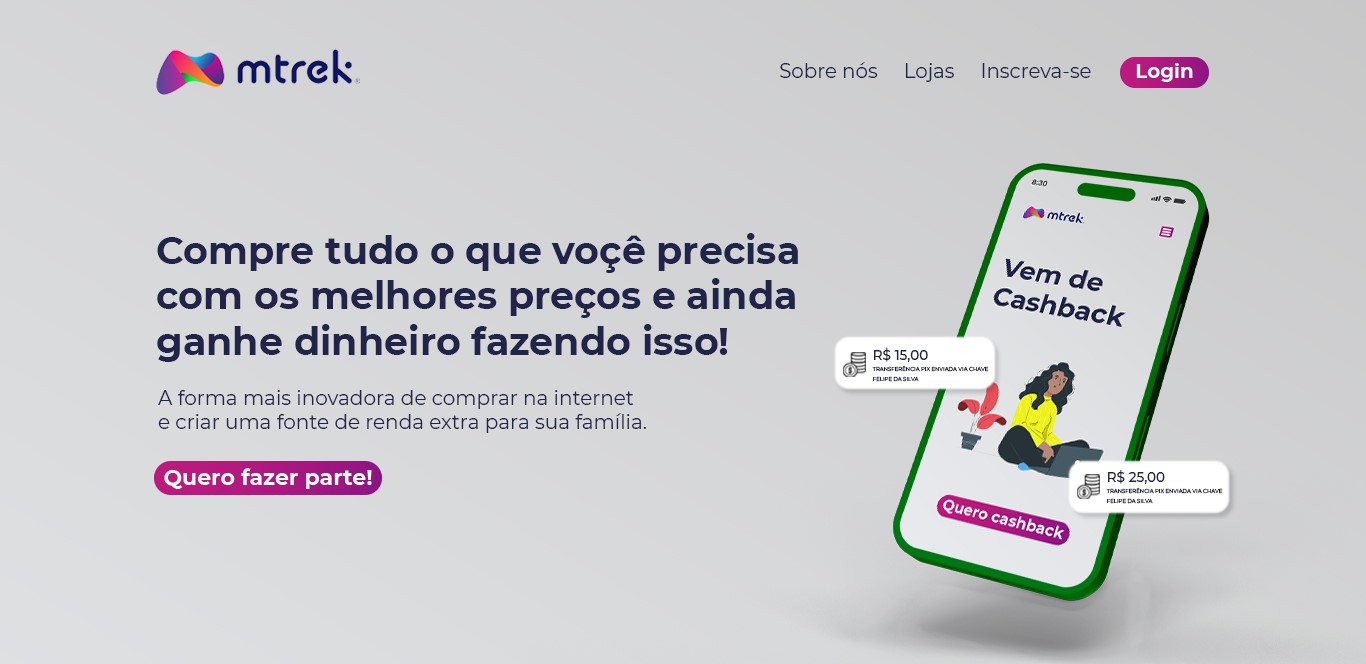 mtrek
Sobre nós
Lojas
Inscreva-se
Login
Compre tudo o que voçê precisa
com os melhores preços e ainda
ganhe dinheiro fazendo isso!
A forma mais inovadora de comprar na internet
e criar uma fonte de renda extra para sua família.
Quero fazer parte!
8:30
mtrek
Vem de
Cashback
R$ 15,00
TRANSFERÊNCIA PIX ENVIADA VIA CHAVE
FELIPE DA SILVA
R$ 25,00
TRANSFERÊNCIA PIX ENVIADA VIA CHAVE
FELIPE DA SILVA
Quero cashback